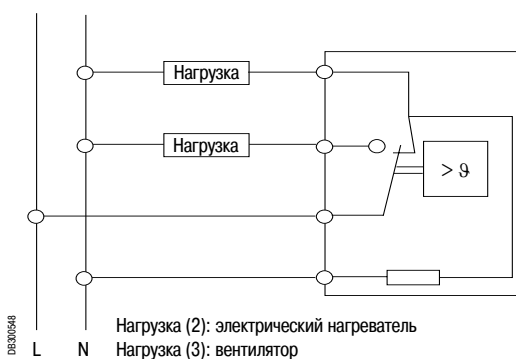 Нагрузка
Нагрузка
> ϑ
DB300548
L N
Нагрузка (2): электрический нагреватель
Нагрузка (3): вентилятор